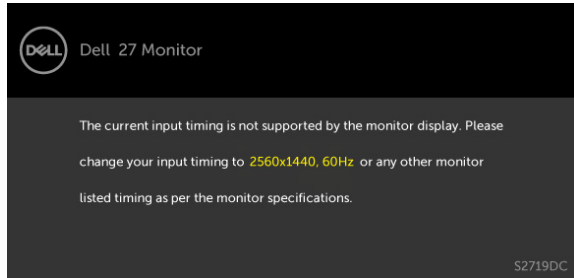 DELL Dell 27 Monitor
The current input timing is not supported by the monitor display. Please
change your input timing to 2560x1440, 60Hz or any other monitor
listed timing as per the monitor specifications.
S2719DC